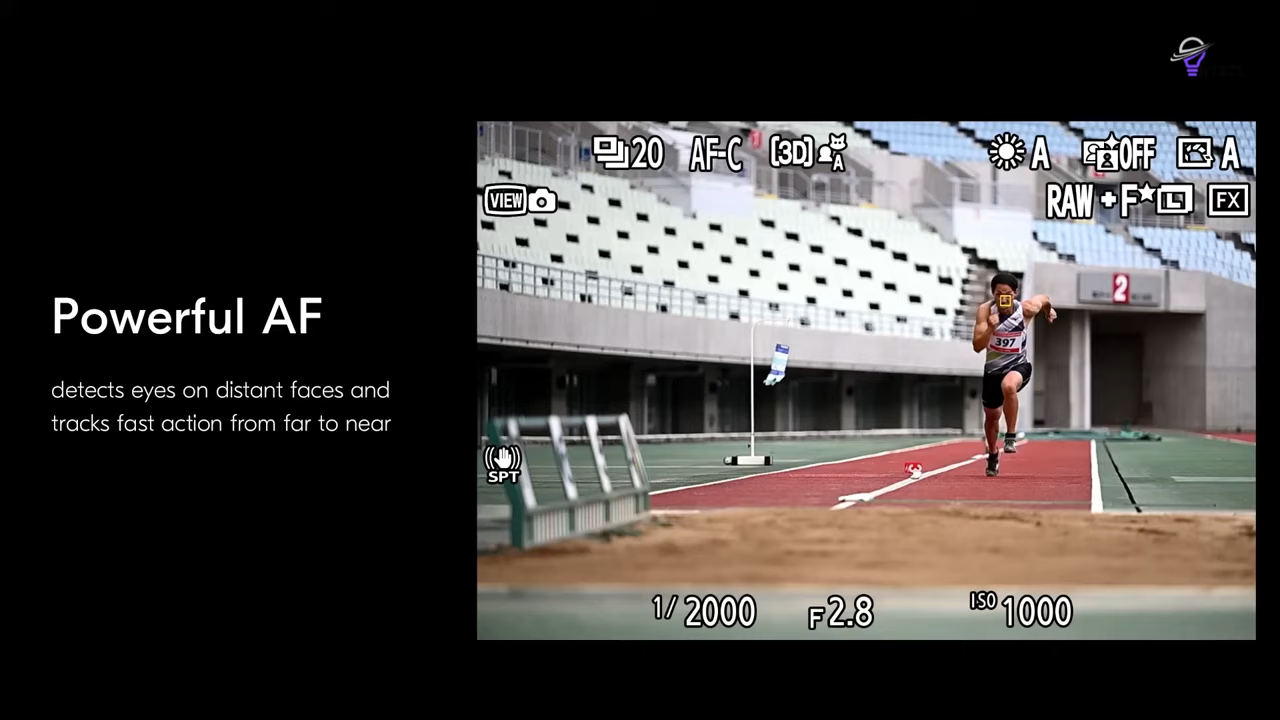 20 AF-C [3D] A A OFF A
VIEW RAW + F★ L FX
2
Powerful AF
397
detects eyes on distant faces and
tracks fast action from far to near
SPT
1/2000 F2.8 ISO 1000